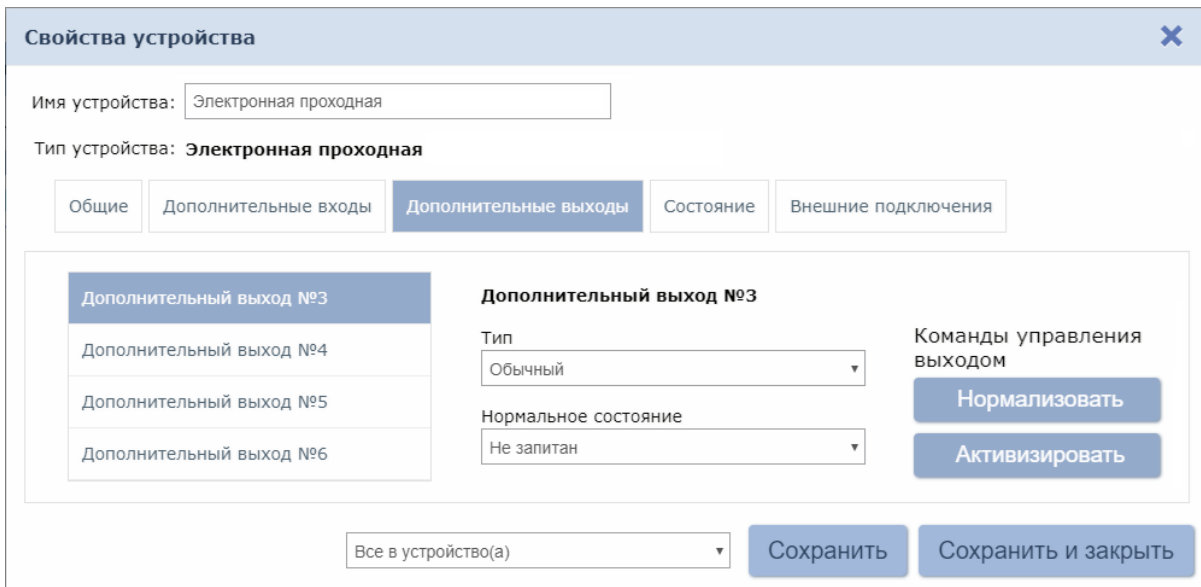 Свойства устройства
Имя устройства: Электронная проходная
Тип устройства: Электронная проходная
Общие Дополнительные входы Дополнительные выходы Состояние Внешние подключения
Дополнительный выход №3
Дополнительный выход №4
Дополнительный выход №5
Дополнительный выход №6
Дополнительный выход №3
Тип
Обычный
Нормальное состояние
Не запитан
Команды управления
выходом
Нормализовать
Активизировать
Все в устройство(а) Сохранить Сохранить и закрыть